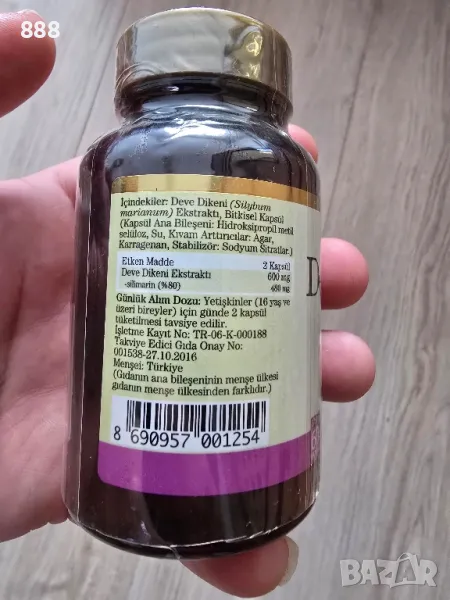 888
İçindekiler: Deve Dikeni (Silybum
marianum) Ekstraktı, Bitkisel Kapsül
(Kapsül Ana Bileşeni: Hidroksipropil metil
selüloz, Su, Kıvam Arttırıcılar: Agar,
Karragenan, Stabilizör: Sodyum Sitratlar.)
Etken Madde 2 Kapsül
Deve Dikeni Ekstraktı 600 mg
-silimarin (%80) 480 mg
Günlük Alım Dozu: Yetişkinler (16 yaş ve
üzeri bireyler) için günde 2 kapsül
tüketilmesi tavsiye edilir.
İşletme Kayıt No: TR-06-K-000188
Takviye Edici Gıda Onay No:
001538-27.10.2016
Menşei: Türkiye
(Gıdanın ana bileşeninin menşe ülkesi
gıdanın menşe ülkesinden farklıdır.)
8 690957 001254
D
BAZAR